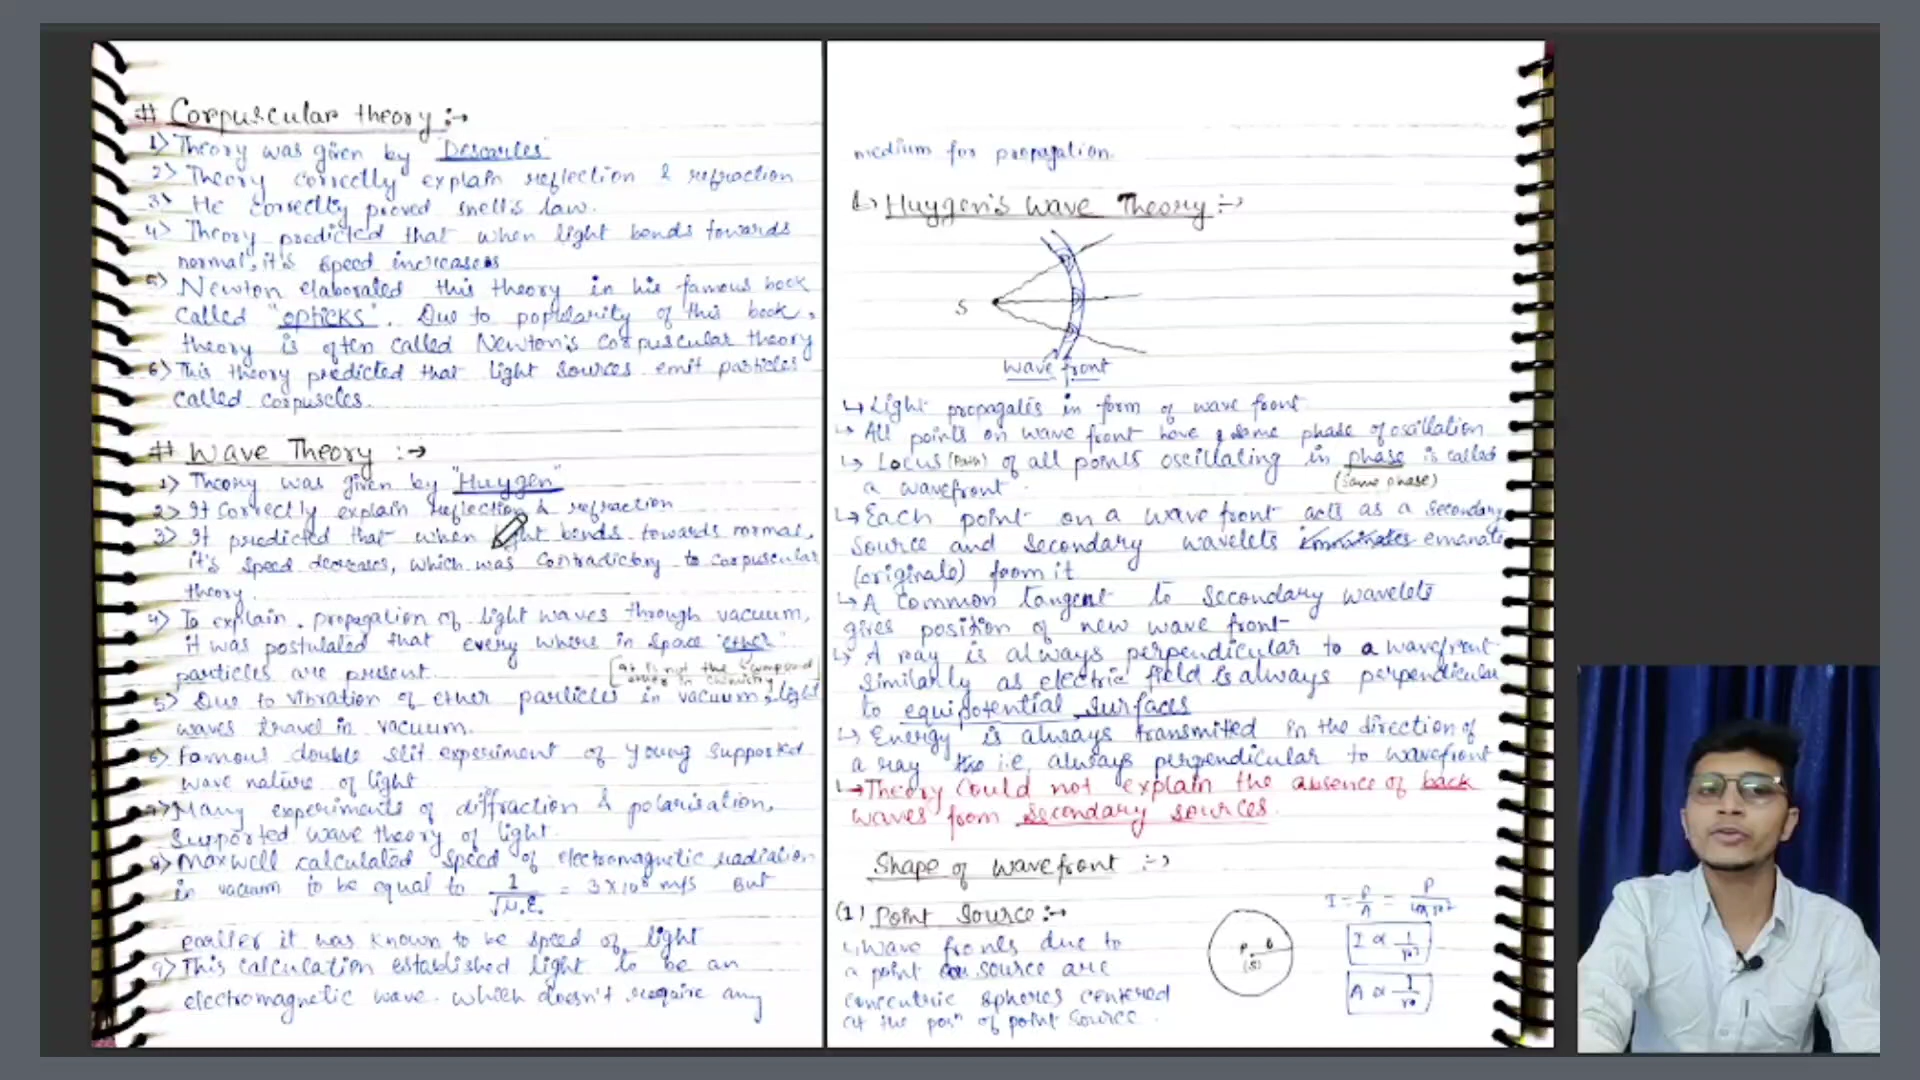 # Corpuscular theory :→
1> Theory was given by "Descartes"
2> Theory correctly explain reflection & refraction
3> He correctly proved snell's law.
4> Theory predicted that when light bends towards
normal, it's speed increases
5> Newton elaborated this theory in his famous book
called "opticks". Due to popularity of this book,
theory is often called Newton's corpuscular theory
6> This theory predicted that light sources emit particles
called corpuscles.
# Wave Theory :→
1> Theory was given by "Huygen"
2> It correctly explain reflection & refraction
3> It predicted that when light bends towards normal,
it's speed decreases, which was contradictory to corpuscular
theory.
4> To explain propagation of light waves through vacuum,
it was postulated that every where in space "ether"
particles are present. [at is not the compound
ether in chemistry]
5> Due to vibration of ether particles in vacuum, light
waves travel in vacuum.
6> Famous double slit experiment of young supported
wave nature of light
7> Many experiments of diffraction & polarisation,
supported wave theory of light.
8> Maxwell calculated speed of electromagnetic radiation
in vacuum to be equal to 1/√μ₀ε₀ = 3×10⁸ m/s But
earlier it was known to be speed of light
9> This calculation established light to be an
electromagnetic wave. which doesn't require any
medium for propagation.
↳ Huygen's Wave Theory :→
S
wave front
↳ Light propagates in form of wave front
↳ All points on wave front have same phase of oscillation
↳ Locus (Path) of all points oscillating in phase is called
(same phase)
a wavefront.
↳ Each point on a wave front acts as a secondary
source and secondary wavelets emanate
(originate) from it
↳ A common tangent to secondary wavelets
gives position of new wave front
↳ A ray is always perpendicular to a wavefront
similarly as electric field is always perpendicular
to equipotential surfaces
↳ Energy is always transmitted in the direction of
a ray i.e, always perpendicular to wavefront
↳ Theory could not explain the absence of back
waves from secondary sources.
Shape of wavefront :→
(1) Point Source :→
↳ Wave fronts due to
a point source are
concentric spheres centered
at the posⁿ of point source.
(S)
I = P/A = P/4πr²
I ∝ 1/r²
A ∝ 1/r